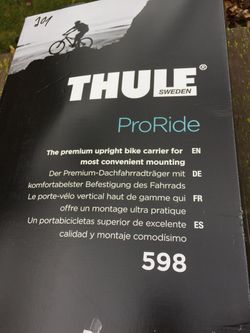 THULE®
SWEDEN
ProRide
The premium upright bike carrier for EN
most convenient mounting
Der Premium-Dachfahrradträger mit DE
komfortabelster Befestigung des Fahrrads
Le porte-vélo vertical haut de gamme qui FR
offre un montage ultra pratique
Un portabicicletas superior de excelente ES
calidad y montaje comodísimo
598